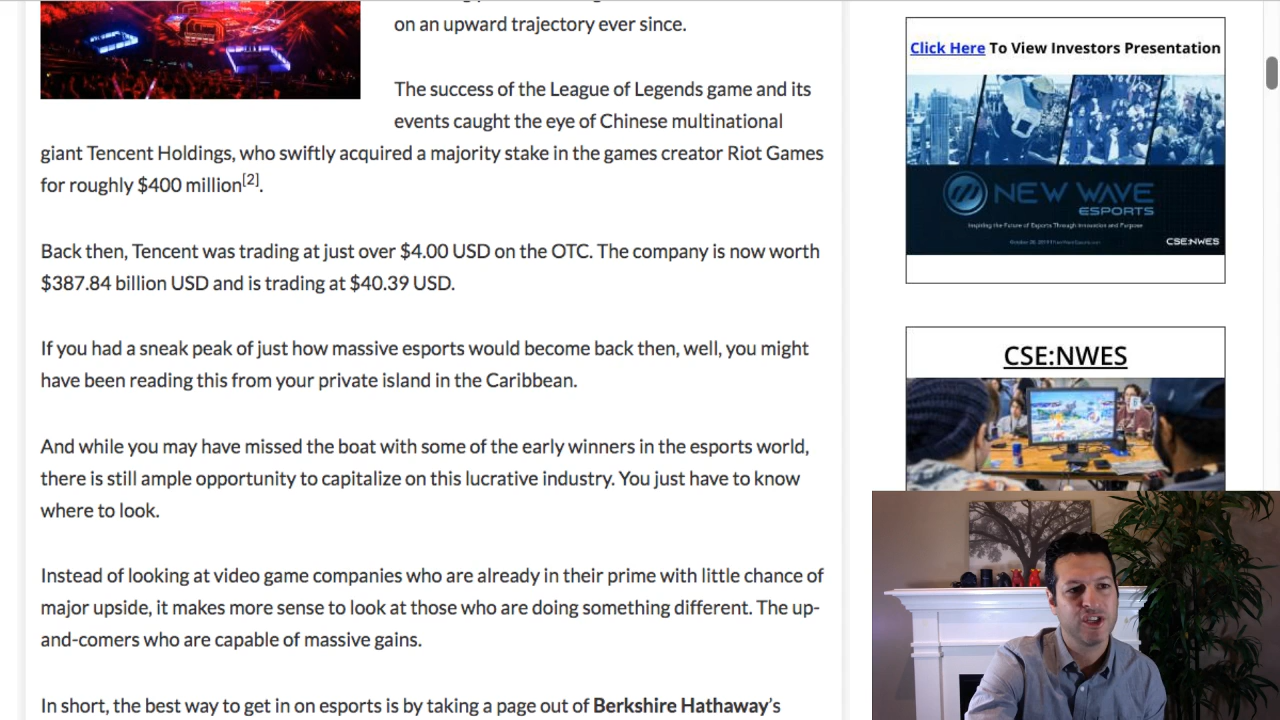 on an upward trajectory ever since.
The success of the League of Legends game and its
events caught the eye of Chinese multinational
giant Tencent Holdings, who swiftly acquired a majority stake in the games creator Riot Games
for roughly $400 million[2].
Back then, Tencent was trading at just over $4.00 USD on the OTC. The company is now worth
$387.84 billion USD and is trading at $40.39 USD.
If you had a sneak peak of just how massive esports would become back then, well, you might
have been reading this from your private island in the Caribbean.
And while you may have missed the boat with some of the early winners in the esports world,
there is still ample opportunity to capitalize on this lucrative industry. You just have to know
where to look.
Instead of looking at video game companies who are already in their prime with little chance of
major upside, it makes more sense to look at those who are doing something different. The up-
and-comers who are capable of massive gains.
In short, the best way to get in on esports is by taking a page out of Berkshire Hathaway's
Click Here To View Investors Presentation
NEW WAVE
ESPORTS
Inspiring the Future of Esports Through Innovation and Purpose
CSE:NWES
CSE:NWES